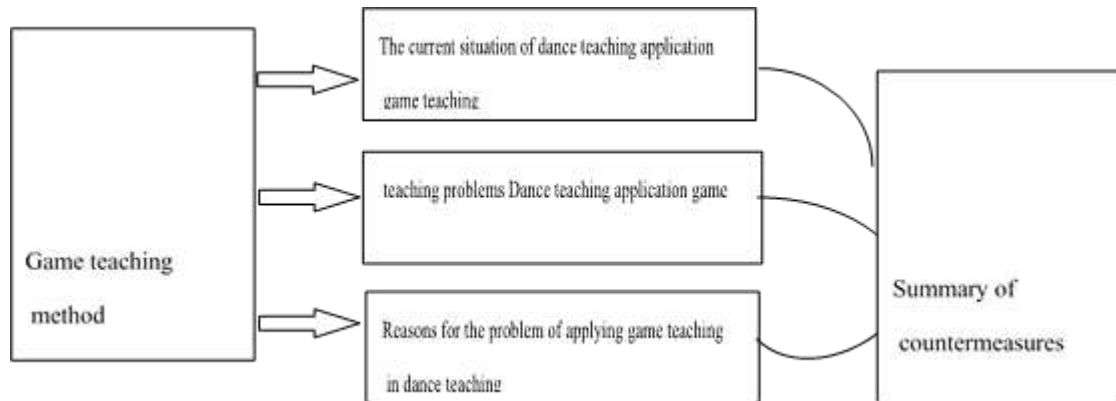 Game teaching
method
The current situation of dance teaching application
game teaching
teaching problems Dance teaching application game
Reasons for the problem of applying game teaching
in dance teaching
Summary of
countermeasures